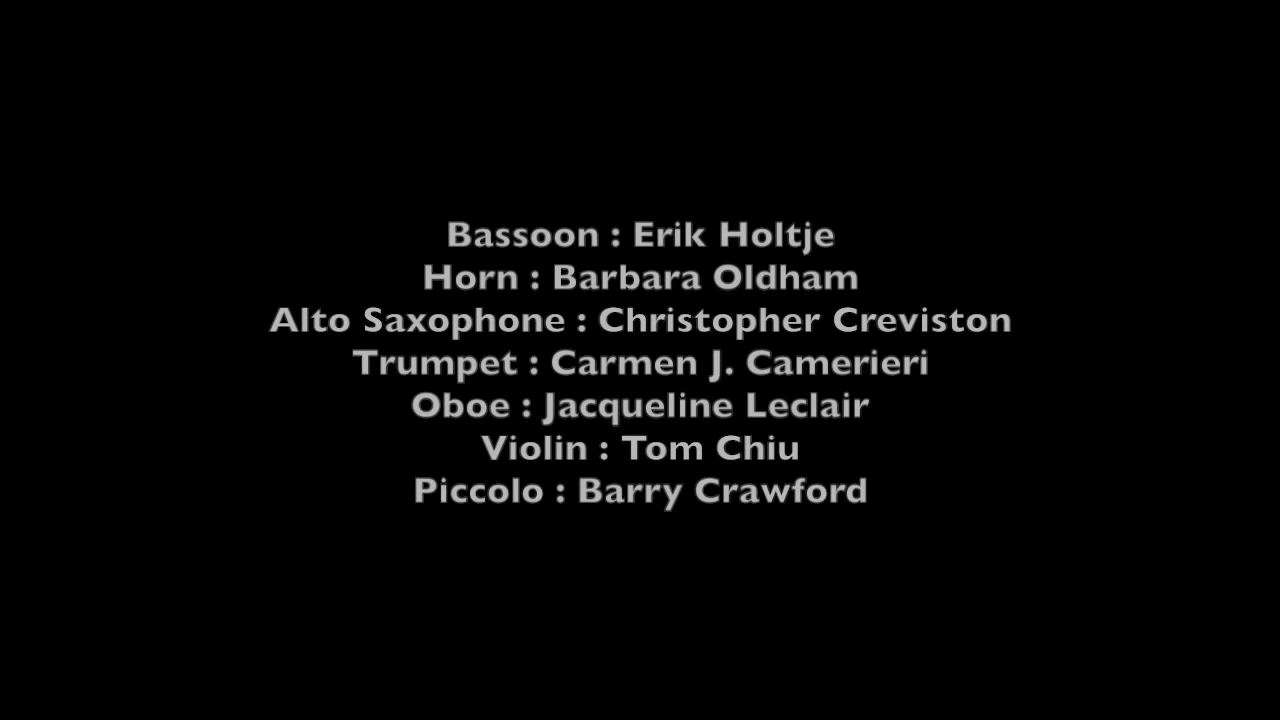 Bassoon : Erik Holtje
Horn : Barbara Oldham
Alto Saxophone : Christopher Creviston
Trumpet : Carmen J. Camerieri
Oboe : Jacqueline Leclair
Violin : Tom Chiu
Piccolo : Barry Crawford